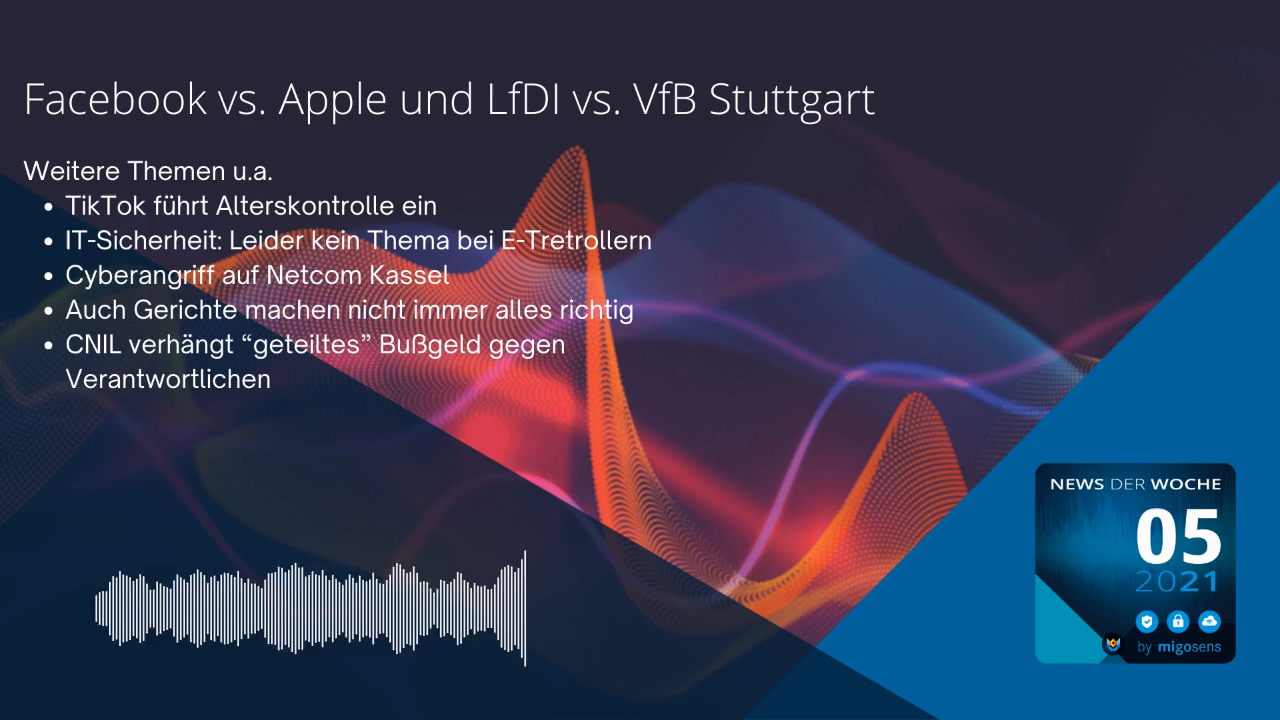 Facebook vs. Apple und LfDI vs. VfB Stuttgart
Weitere Themen u.a.
• TikTok führt Alterskontrolle ein
• IT-Sicherheit: Leider kein Thema bei E-Tretrollern
• Cyberangriff auf Netcom Kassel
• Auch Gerichte machen nicht immer alles richtig
• CNIL verhängt “geteiltes” Bußgeld gegen
Verantwortlichen
NEWS DER WOCHE
05
2021
by migosens